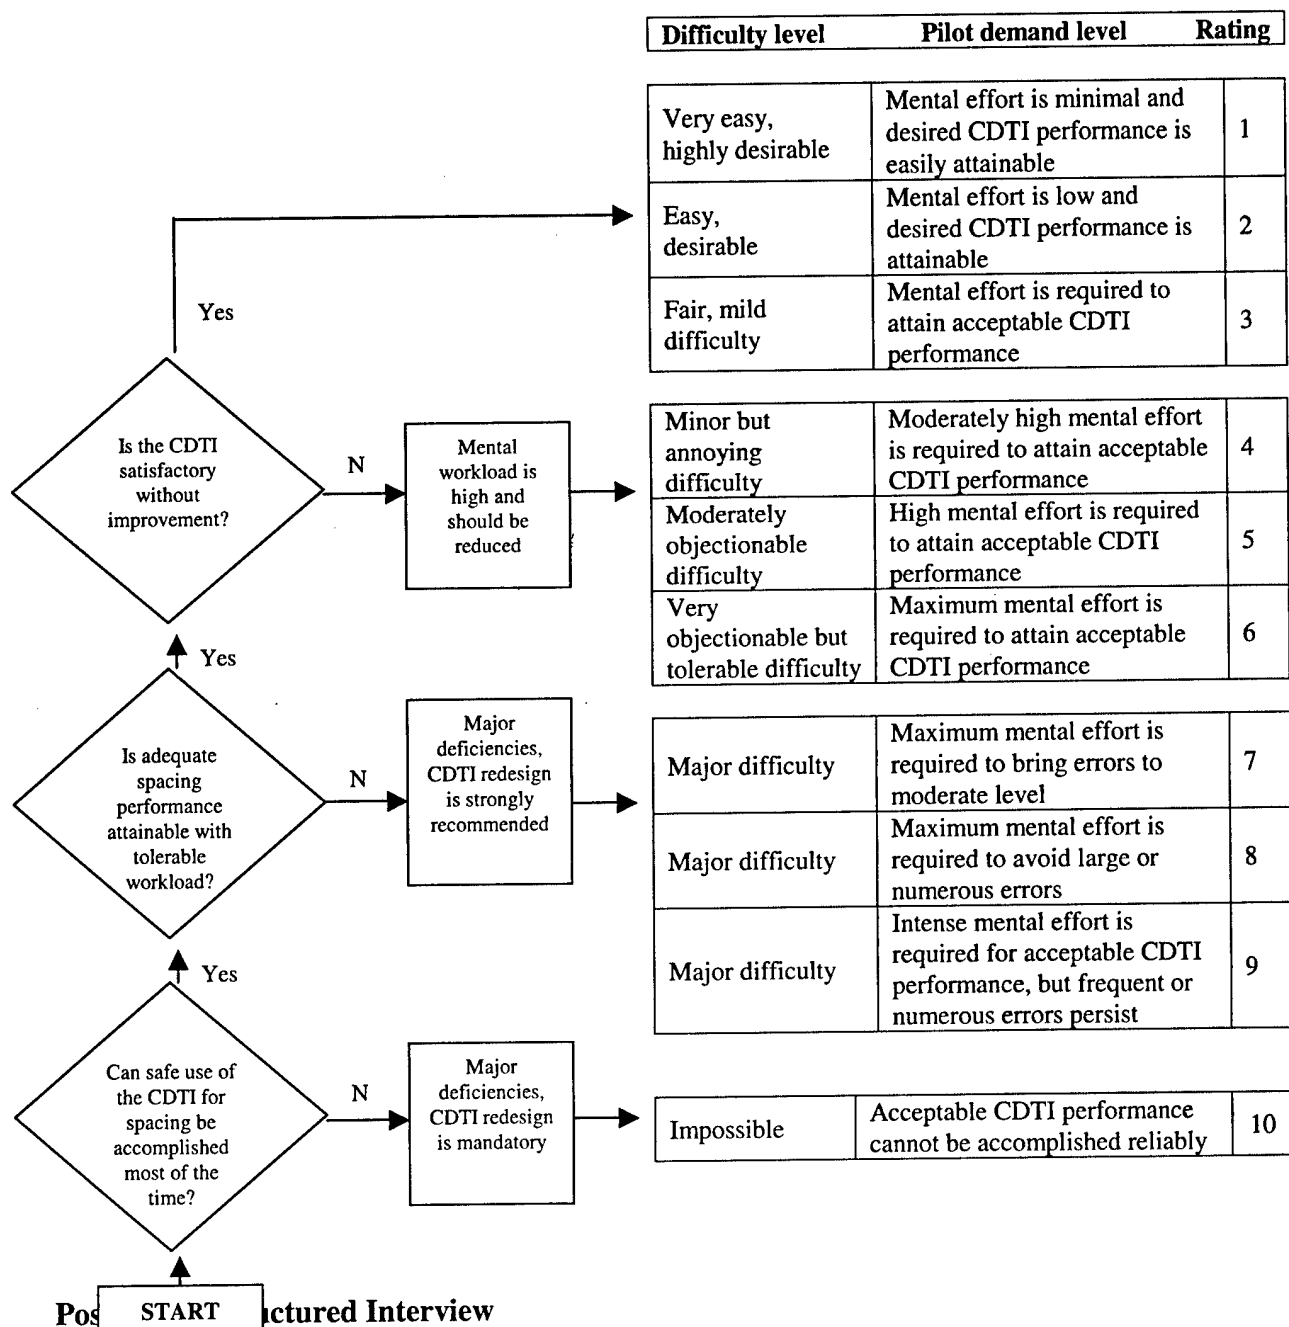 Difficulty level Pilot demand level Rating
Very easy,
highly desirable
Mental effort is minimal and
desired CDTI performance is
easily attainable
1
Easy,
desirable
Mental effort is low and
desired CDTI performance is
attainable
2
Fair, mild
difficulty
Mental effort is required to
attain acceptable CDTI
performance
3
Yes
Is the CDTI
satisfactory
without
improvement?
N
Mental
workload is
high and
should be
reduced
Minor but
annoying
difficulty
Moderately high mental effort
is required to attain acceptable
CDTI performance
4
Moderately
objectionable
difficulty
High mental effort is required
to attain acceptable CDTI
performance
5
Very
objectionable but
tolerable difficulty
Maximum mental effort is
required to attain acceptable
CDTI performance
6
Yes
Is adequate
spacing
performance
attainable with
tolerable
workload?
N
Major
deficiencies,
CDTI redesign
is strongly
recommended
Major difficulty
Maximum mental effort is
required to bring errors to
moderate level
7
Major difficulty
Maximum mental effort is
required to avoid large or
numerous errors
8
Major difficulty
Intense mental effort is
required for acceptable CDTI
performance, but frequent or
numerous errors persist
9
Yes
Can safe use of
the CDTI for
spacing be
accomplished
most of the
time?
N
Major
deficiencies,
CDTI redesign
is mandatory
Impossible
Acceptable CDTI performance
cannot be accomplished reliably
10
START
Pos ictured Interview